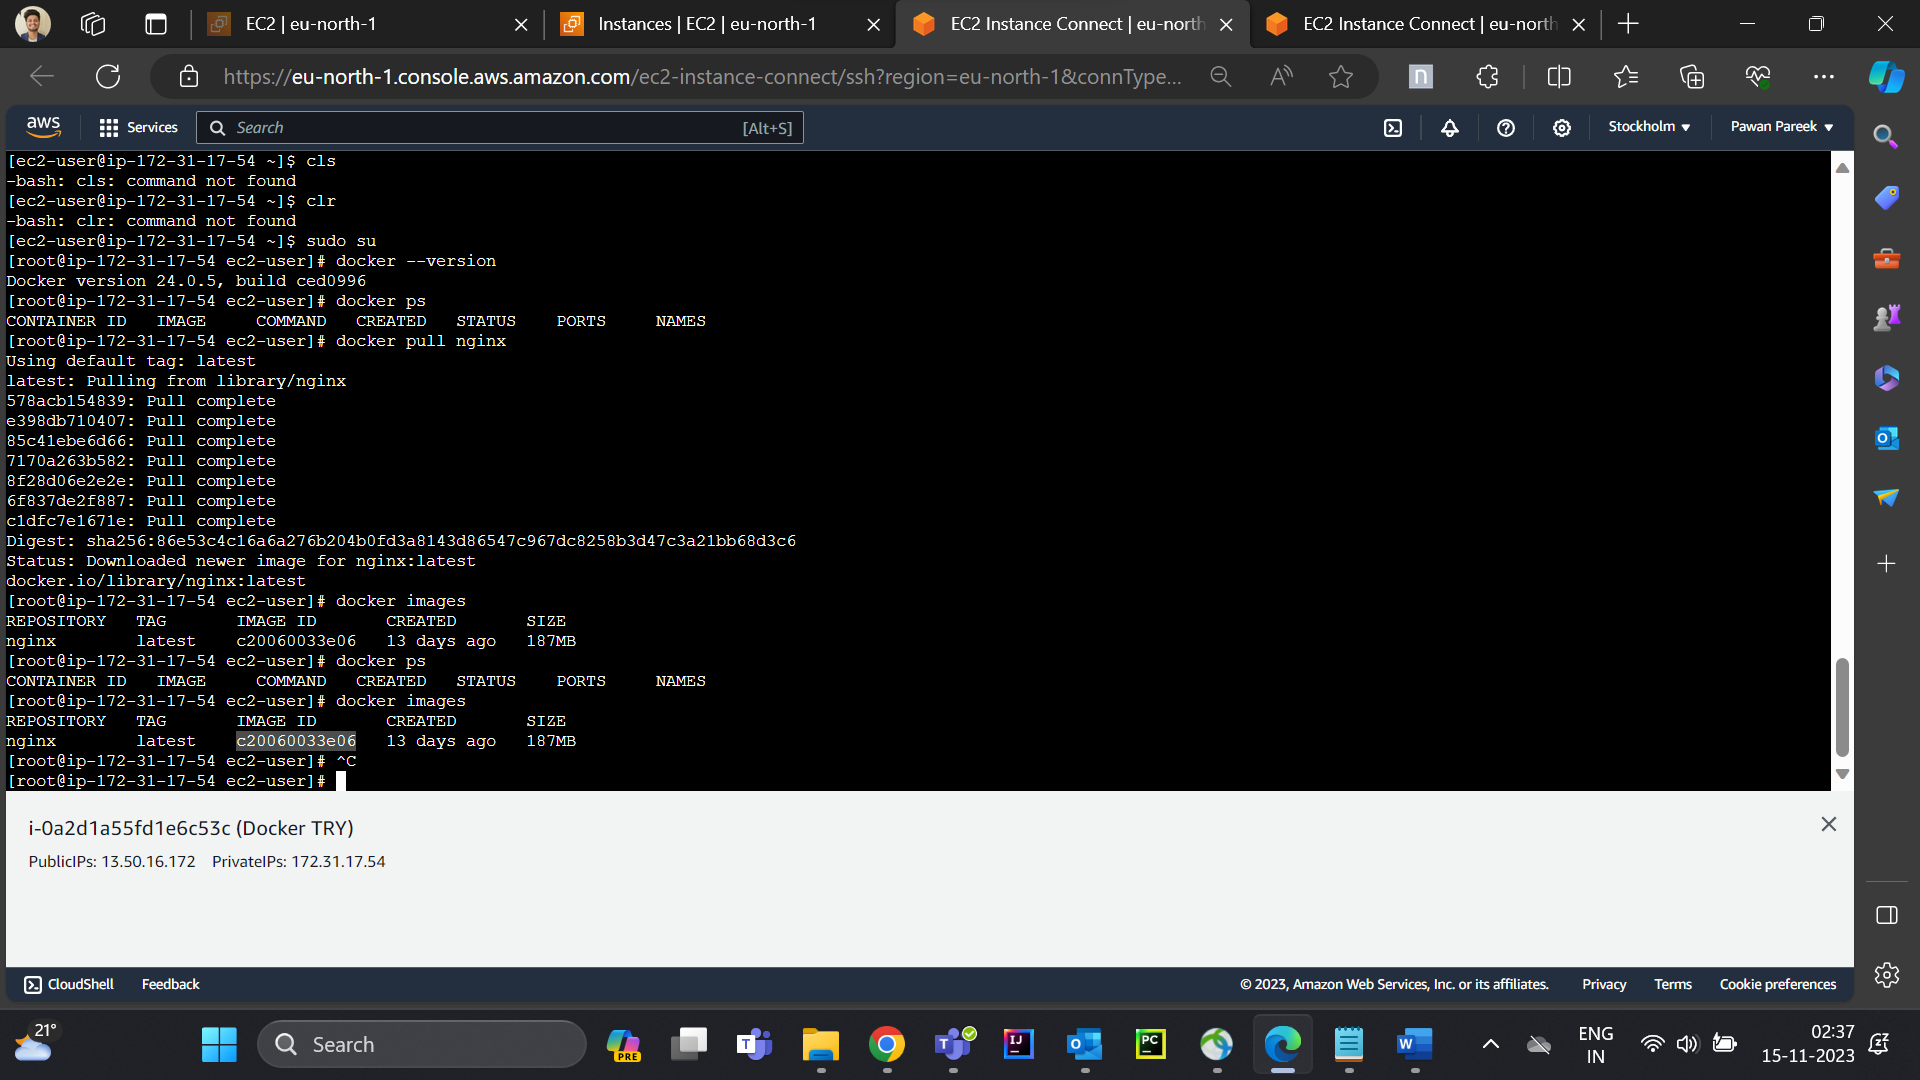 EC2 | eu-north-1
Instances | EC2 | eu-north-1
EC2 Instance Connect | eu-north
EC2 Instance Connect | eu-north
https://eu-north-1.console.aws.amazon.com/ec2-instance-connect/ssh?region=eu-north-1&connType...
aws
Services
Search
[Alt+S]
Stockholm
Pawan Pareek
[ec2-user@ip-172-31-17-54 ~]$ cls
-bash: cls: command not found
[ec2-user@ip-172-31-17-54 ~]$ clr
-bash: clr: command not found
[ec2-user@ip-172-31-17-54 ~]$ sudo su
[root@ip-172-31-17-54 ec2-user]# docker --version
Docker version 24.0.5, build ced0996
[root@ip-172-31-17-54 ec2-user]# docker ps
CONTAINER ID   IMAGE     COMMAND   CREATED   STATUS    PORTS     NAMES
[root@ip-172-31-17-54 ec2-user]# docker pull nginx
Using default tag: latest
latest: Pulling from library/nginx
578acb154839: Pull complete
e398db710407: Pull complete
85c41ebe6d66: Pull complete
7170a263b582: Pull complete
8f28d06e2e2e: Pull complete
6f837de2f887: Pull complete
c1dfc7e1671e: Pull complete
Digest: sha256:86e53c4c16a6a276b204b0fd3a8143d86547c967dc8258b3d47c3a21bb68d3c6
Status: Downloaded newer image for nginx:latest
docker.io/library/nginx:latest
[root@ip-172-31-17-54 ec2-user]# docker images
REPOSITORY   TAG       IMAGE ID       CREATED       SIZE
nginx        latest    c20060033e06   13 days ago   187MB
[root@ip-172-31-17-54 ec2-user]# docker ps
CONTAINER ID   IMAGE     COMMAND   CREATED   STATUS    PORTS     NAMES
[root@ip-172-31-17-54 ec2-user]# docker images
REPOSITORY   TAG       IMAGE ID       CREATED       SIZE
nginx        latest    c20060033e06   13 days ago   187MB
[root@ip-172-31-17-54 ec2-user]# ^C
[root@ip-172-31-17-54 ec2-user]#
i-0a2d1a55fd1e6c53c (Docker TRY)
PublicIPs: 13.50.16.172    PrivateIPs: 172.31.17.54
CloudShell
Feedback
© 2023, Amazon Web Services, Inc. or its affiliates.
Privacy
Terms
Cookie preferences
21°
Search
PRE
ENG
IN
02:37
15-11-2023